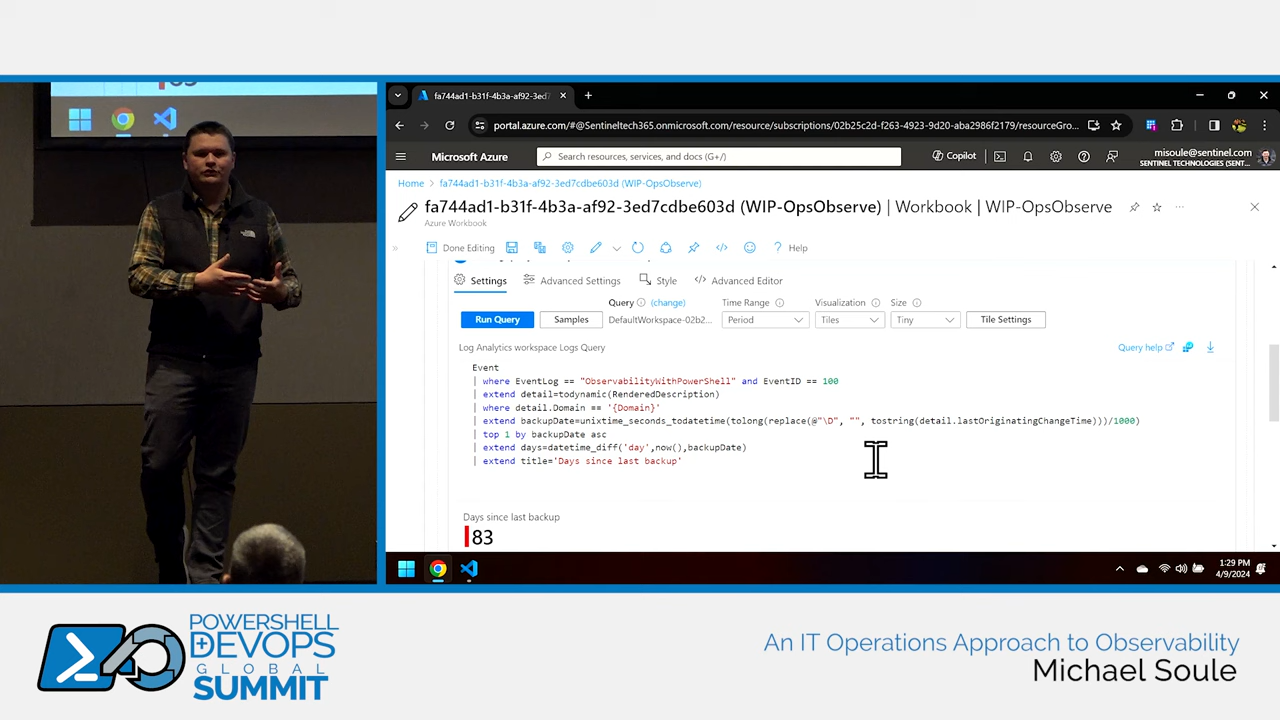 83
fa744ad1-b31f-4b3a-af92-3ed7
portal.azure.com/#@Sentineltech365.onmicrosoft.com/resource/subscriptions/02b25c2d-f263-4923-9d20-aba2986f2179/resourceGro...
Microsoft Azure
Search resources, services, and docs (G+/)
Copilot
misoule@sentinel.com
SENTINEL TECHNOLOGIES (SENT...
Home > fa744ad1-b31f-4b3a-af92-3ed7cdbe603d (WIP-OpsObserve)
fa744ad1-b31f-4b3a-af92-3ed7cdbe603d (WIP-OpsObserve) | Workbook | WIP-OpsObserve
Azure Workbook
Done Editing
Help
Settings
Advanced Settings
Style
Advanced Editor
Query (change)
Time Range
Visualization
Size
Run Query
Samples
DefaultWorkspace-02b2...
Period
Tiles
Tiny
Tile Settings
Log Analytics workspace Logs Query
Query help
Event
| where EventLog == "ObservabilityWithPowerShell" and EventID == 100
| extend detail=todynamic(RenderedDescription)
| where detail.Domain == '{Domain}'
| extend backupDate=unixtime_seconds_todatetime(tolong(replace(@"\D", "", tostring(detail.lastOriginatingChangeTime)))/1000)
| top 1 by backupDate asc
| extend days=datetime_diff('day',now(),backupDate)
| extend title='Days since last backup'
Days since last backup
83
1:29 PM
4/9/2024
POWERSHELL
DEVOPS
GLOBAL
SUMMIT
An IT Operations Approach to Observability
Michael Soule